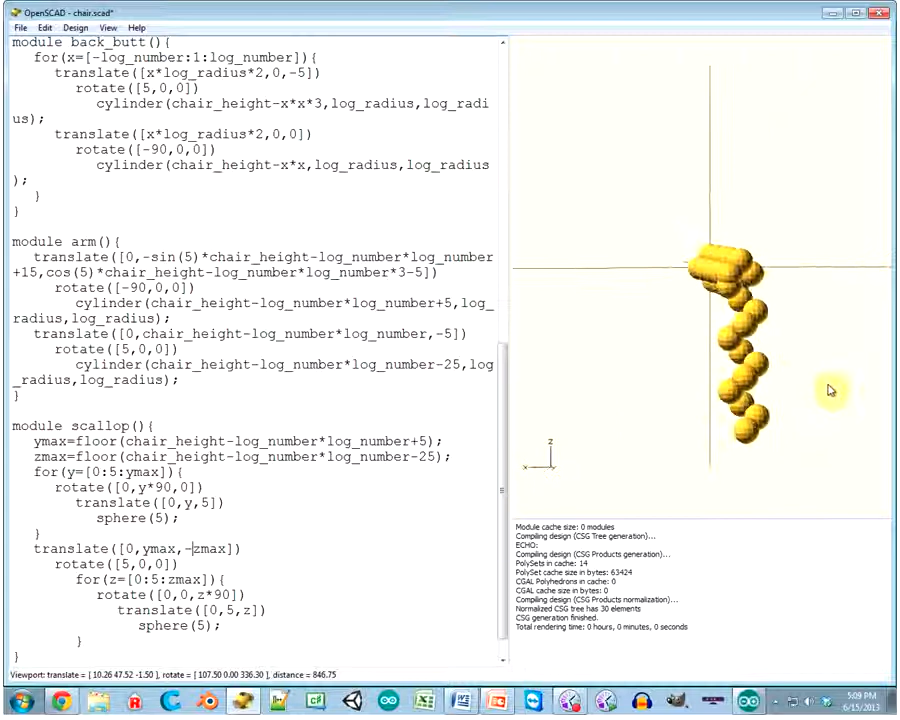 OpenSCAD - chair.scad*
File Edit Design View Help
module back_butt(){
for(x=[-log_number:1:log_number]){
translate([x*log_radius*2,0,-5])
rotate([5,0,0])
cylinder(chair_height-x*x*3,log_radius,log_radi
us);
translate([x*log_radius*2,0,0])
rotate([-90,0,0])
cylinder(chair_height-x*x,log_radius,log_radius
);
}
}
module arm(){
translate([0,-sin(5)*chair_height-log_number*log_number
+15,cos(5)*chair_height-log_number*log_number*3-5])
rotate([-90,0,0])
cylinder(chair_height-log_number*log_number+5,log_
radius,log_radius);
translate([0,chair_height-log_number*log_number,-5])
rotate([5,0,0])
cylinder(chair_height-log_number*log_number-25,log
_radius,log_radius);
}
module scallop(){
ymax=floor(chair_height-log_number*log_number+5);
zmax=floor(chair_height-log_number*log_number-25);
for(y=[0:5:ymax]){
rotate([0,y*90,0])
translate([0,y,5])
sphere(5);
}
translate([0,ymax,-zmax])
rotate([5,0,0])
for(z=[0:5:zmax]){
rotate([0,0,z*90])
translate([0,5,z])
sphere(5);
}
}
z
x
Module cache size: 0 modules
Compiling design (CSG Tree generation)...
ECHO:
Compiling design (CSG Products generation)...
PolySets in cache: 14
PolySet cache size in bytes: 63424
CGAL Polyhedrons in cache: 0
CGAL cache size in bytes: 0
Compiling design (CSG Products normalization)...
Normalized CSG tree has 30 elements
CSG generation finished.
Total rendering time: 0 hours, 0 minutes, 0 seconds
Viewport: translate = [ 10.26 47.52 -1.50 ], rotate = [ 107.50 0.00 336.30 ], distance = 846.75
5:09 PM
6/15/2013